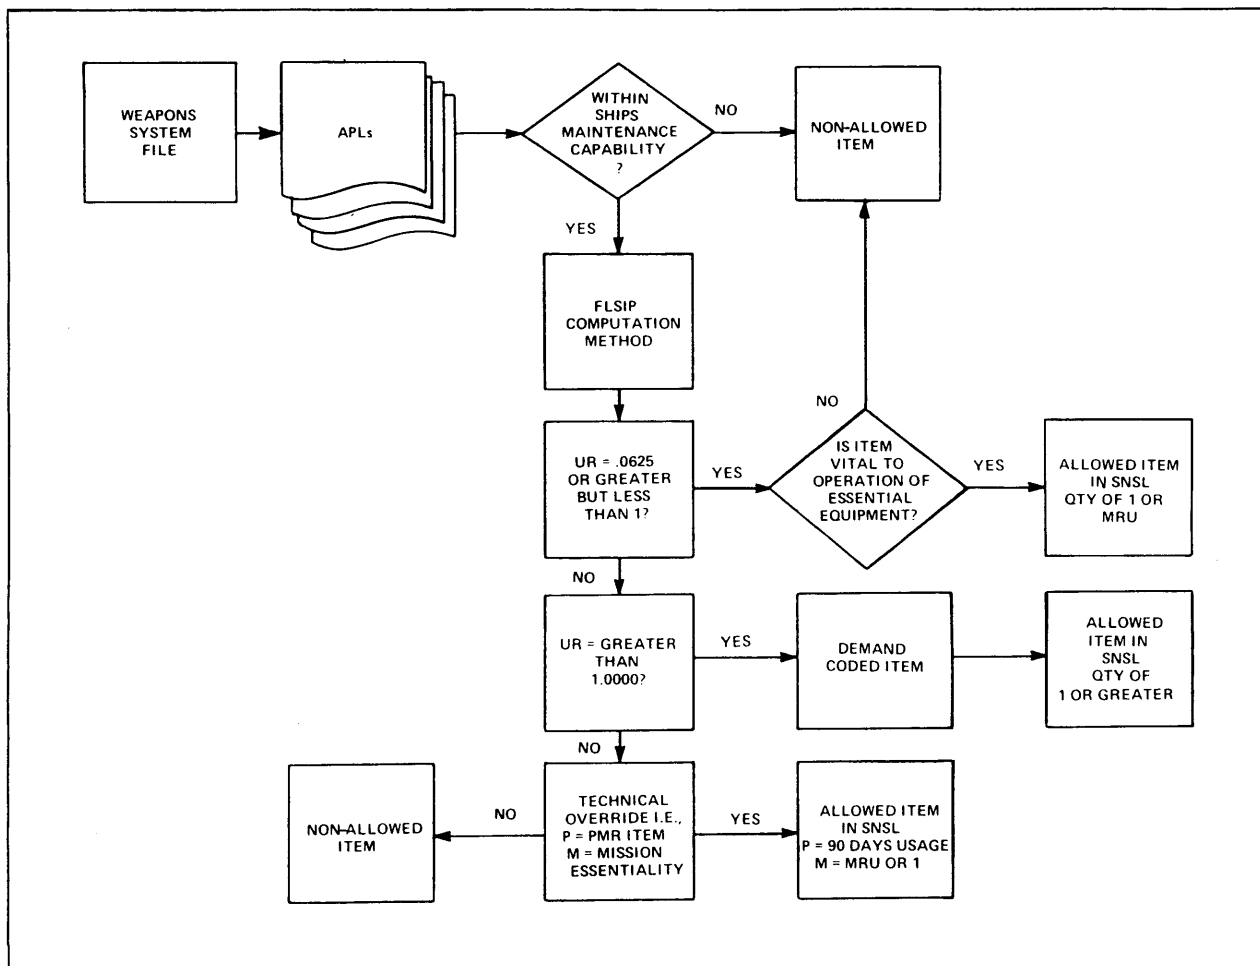 WEAPONS
SYSTEM
FILE
APLs
WITHIN
SHIPS
MAINTENANCE
CAPABILITY
?
NO
NON-ALLOWED
ITEM
YES
FLSIP
COMPUTATION
METHOD
UR = .0625
OR GREATER
BUT LESS
THAN 1?
YES
NO
IS ITEM
VITAL TO
OPERATION OF
ESSENTIAL
EQUIPMENT?
YES
ALLOWED ITEM
IN SNSL
QTY OF 1 OR
MRU
NO
UR = GREATER
THAN
1.0000?
YES
DEMAND
CODED ITEM
ALLOWED
ITEM IN
SNSL
QTY OF
1 OR GREATER
NO
NON-ALLOWED
ITEM
NO
TECHNICAL
OVERRIDE I.E.,
P = PMR ITEM
M = MISSION
ESSENTIALITY
YES
ALLOWED ITEM
IN SNSL
P = 90 DAYS USAGE
M = MRU OR 1